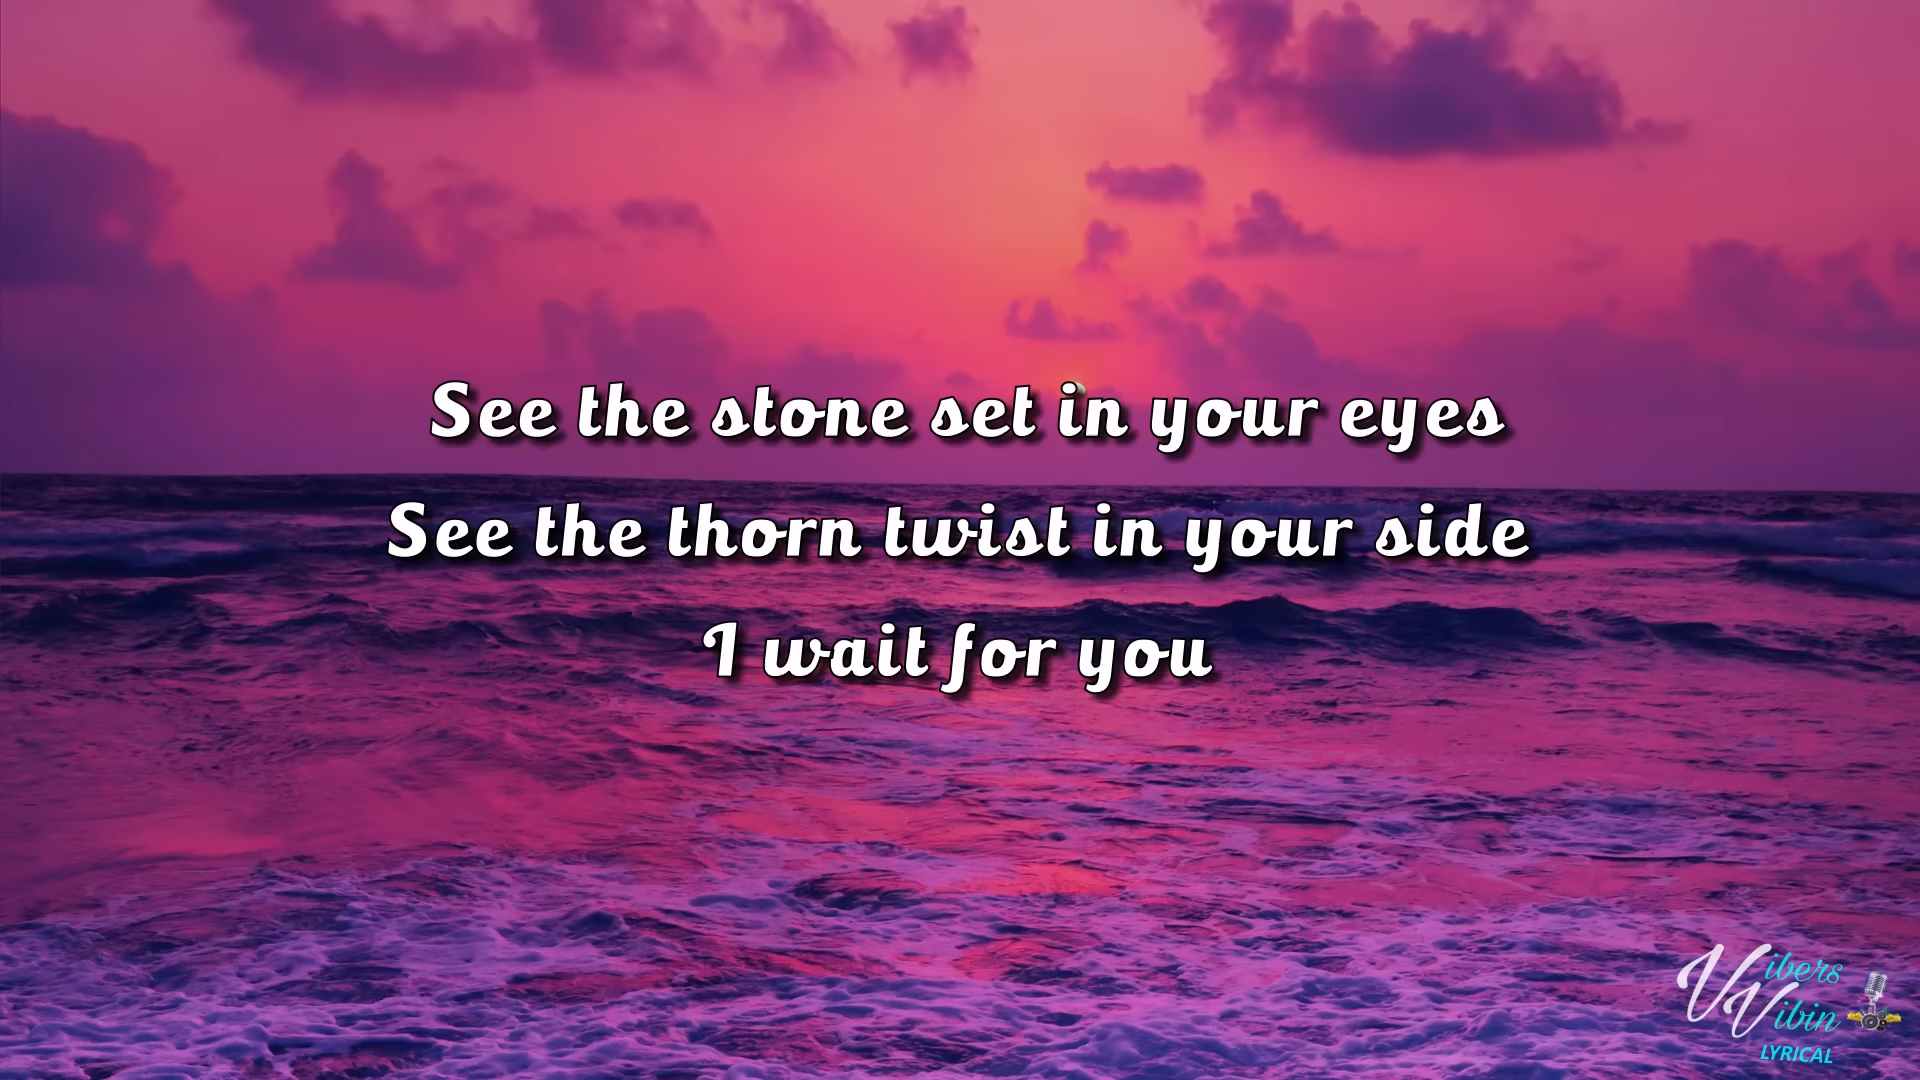 See the stone set in your eyes
See the thorn twist in your side
I wait for you
Vibers
Vibin
LYRICAL